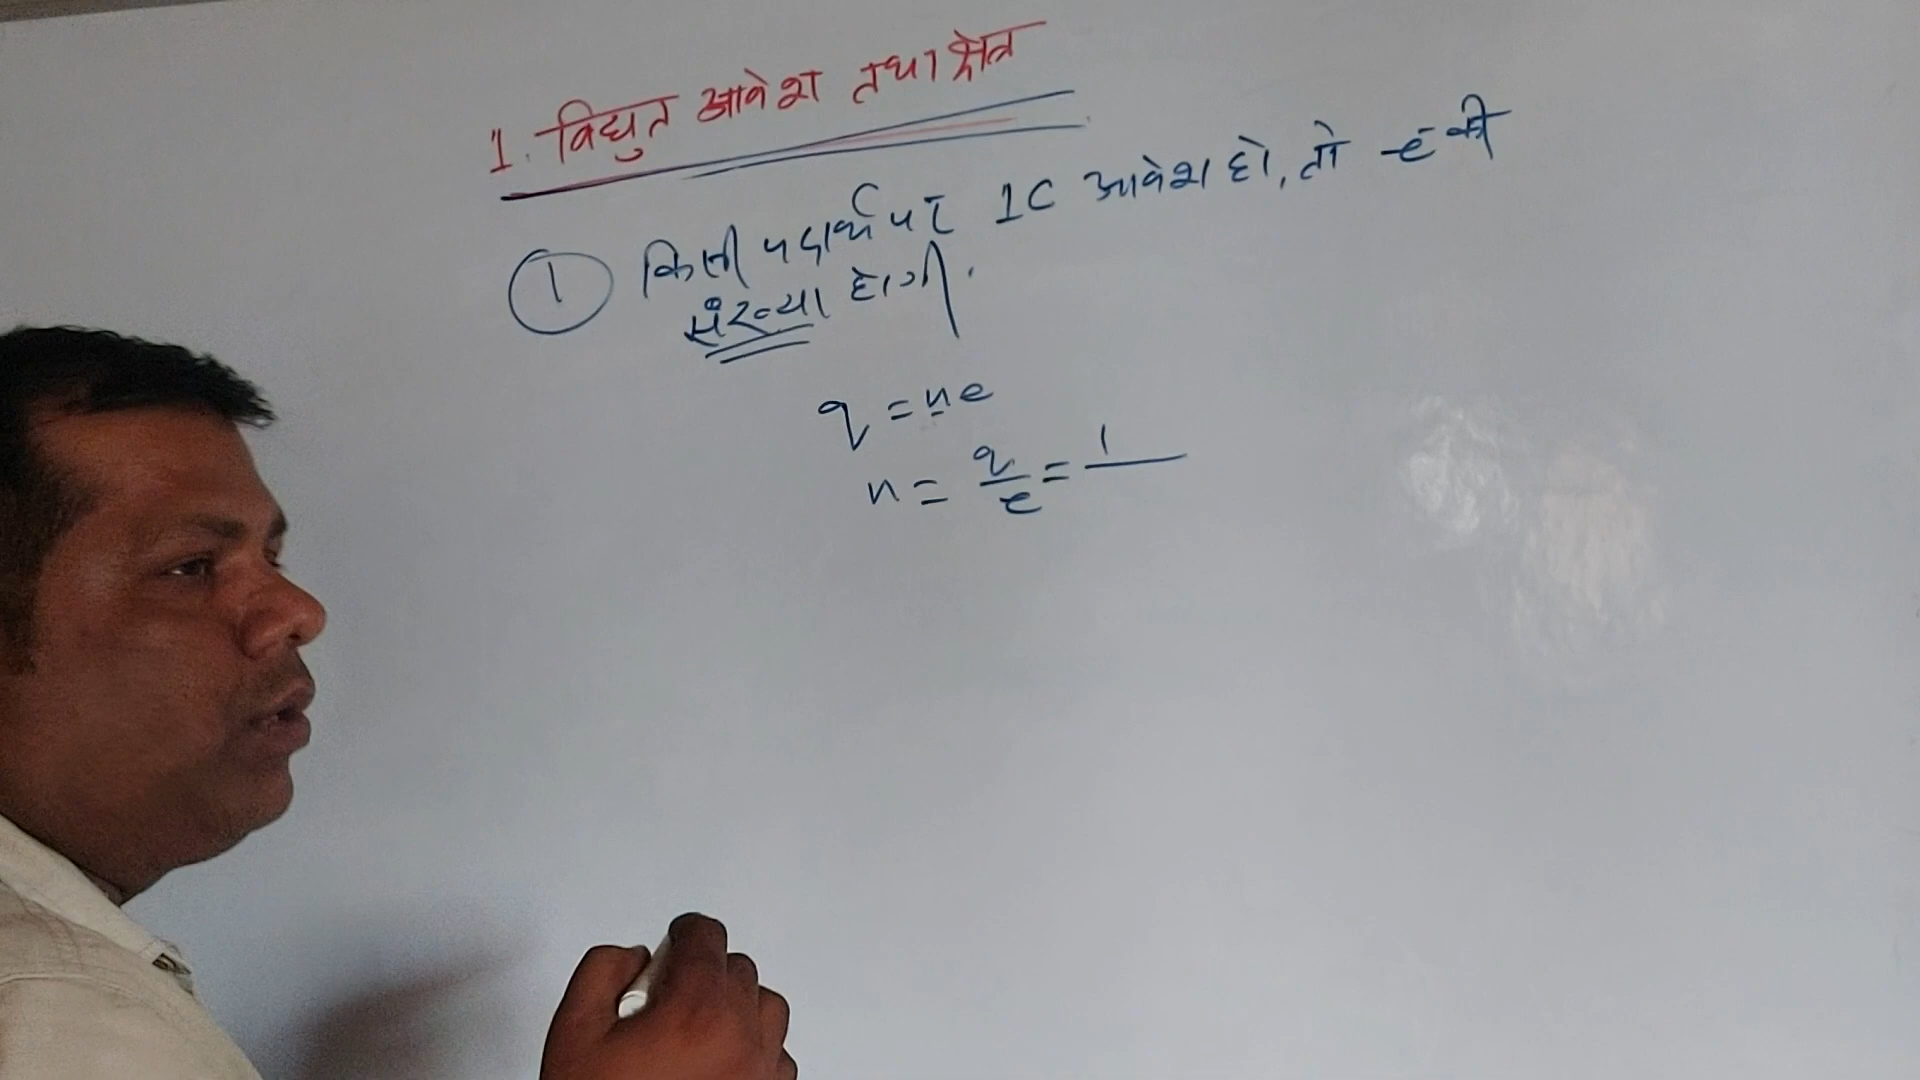 1. विद्युत आवेश तथा क्षेत्र
1 किसी पदार्थ पर 1C आवेश हो, तो e की
संख्या होगी.
q = ne
n = q/e = 1/